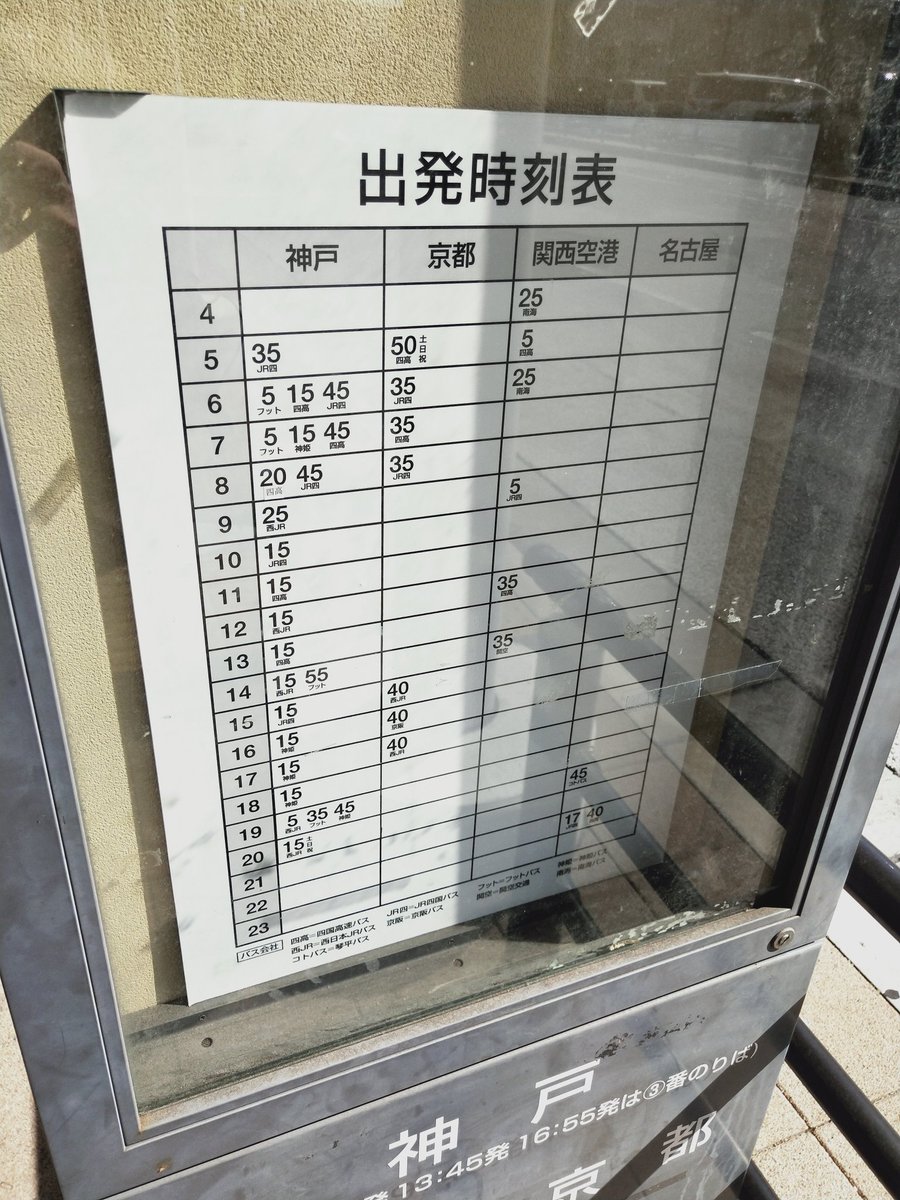 出発時刻表
神戸 京都 関西空港 名古屋
4 25 南海
5 35 JR四 50 四高 土日祝 5 四高
6 5 フット 15 四高 45 JR四 35 JR四 25 南海
7 5 フット 15 神姫 45 四高 35 四高
8 20 四高 45 JR四 35 JR四
9 25 西JR 5 JR四
10 15 JR四
11 15 四高
12 15 西JR 35 四高
13 15 四高
14 15 西JR 55 フット 35 関空
15 15 JR四 40 西JR
16 15 神姫 40 京阪
17 15 神姫 40 西JR
18 15 神姫
19 5 西JR 35 フット 45 神姫
20 15 西JR 土日祝 45 コトバス
21
22 17 40
23
バス会社 四高=四国高速バス JR四=JR四国バス フット=フットバス 神姫=神姫バス
西JR=西日本JRバス 京阪=京阪バス 関空=関空交通 南海=南海バス
コトバス=琴平バス
神戸
発 13:45発 16:55発は③番のりば)
京都